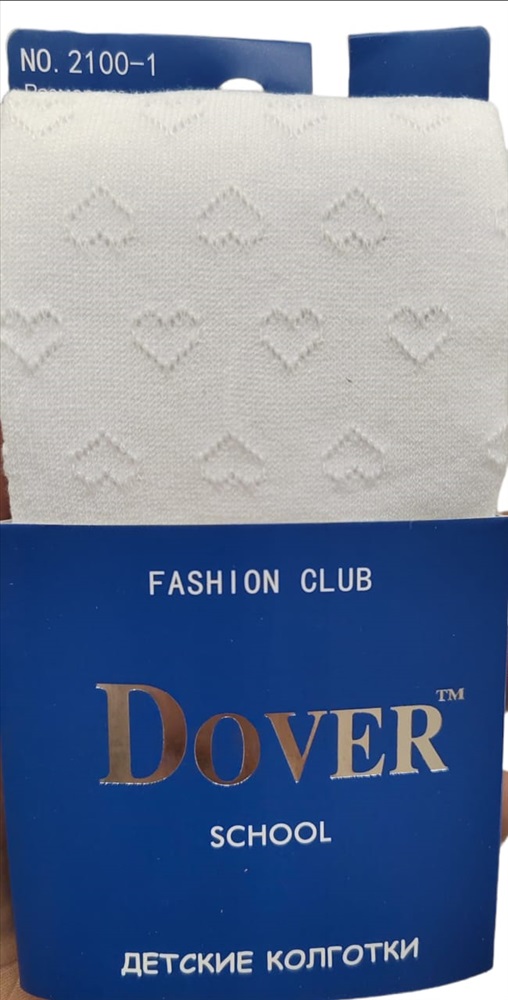 NO. 2100-1
FASHION CLUB
DOVER™
SCHOOL
ДЕТСКИЕ КОЛГОТКИ